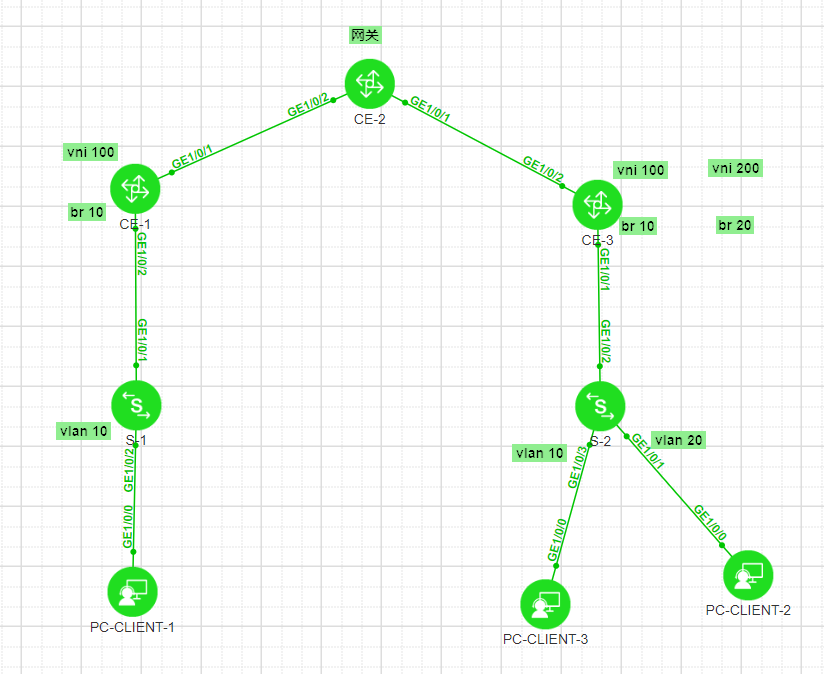 网关
CE-2
GE1/0/2
GE1/0/1
GE1/0/1
GE1/0/2
vni 100
vni 100
vni 200
br 10
CE-1
br 10
br 20
CE-3
GE1/0/2
GE1/0/1
GE1/0/1
GE1/0/2
vlan 10
S-1
S-2
vlan 20
vlan 10
GE1/0/2
GE1/0/3
GE1/0/1
GE1/0/0
GE1/0/0
GE1/0/0
PC-CLIENT-1
PC-CLIENT-3
PC-CLIENT-2